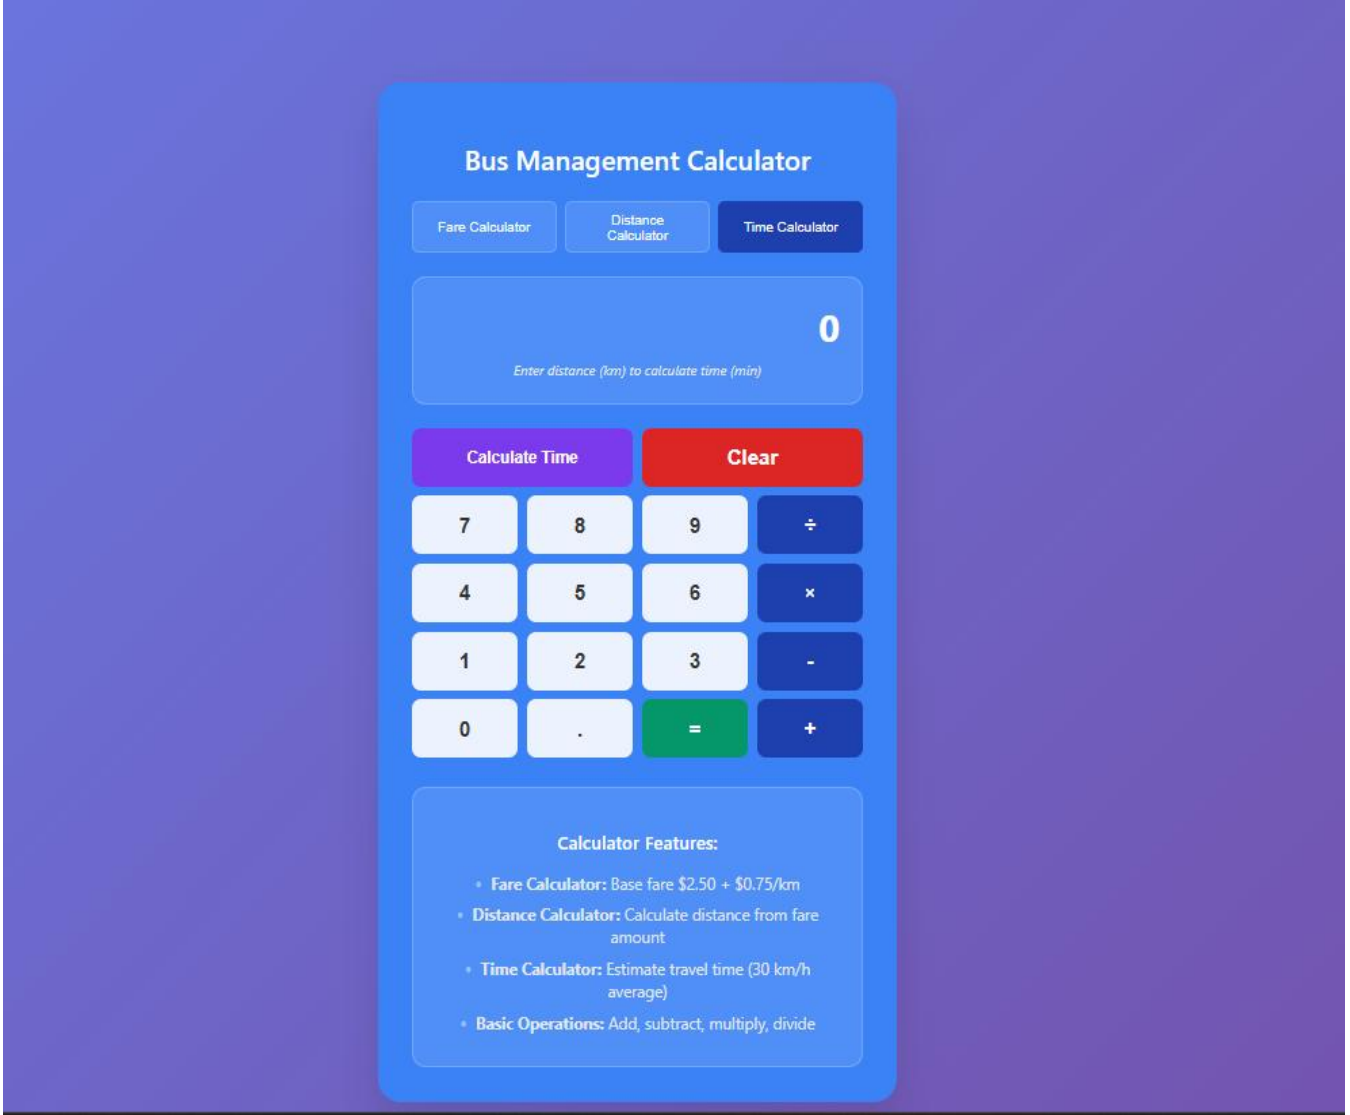 Bus Management Calculator
Fare Calculator
Distance
Calculator
Time Calculator
0
Enter distance (km) to calculate time (min)
Calculate Time
Clear
7
8
9
÷
4
5
6
×
1
2
3
-
0
.
=
+
Calculator Features:
• Fare Calculator: Base fare $2.50 + $0.75/km
• Distance Calculator: Calculate distance from fare
amount
• Time Calculator: Estimate travel time (30 km/h
average)
• Basic Operations: Add, subtract, multiply, divide